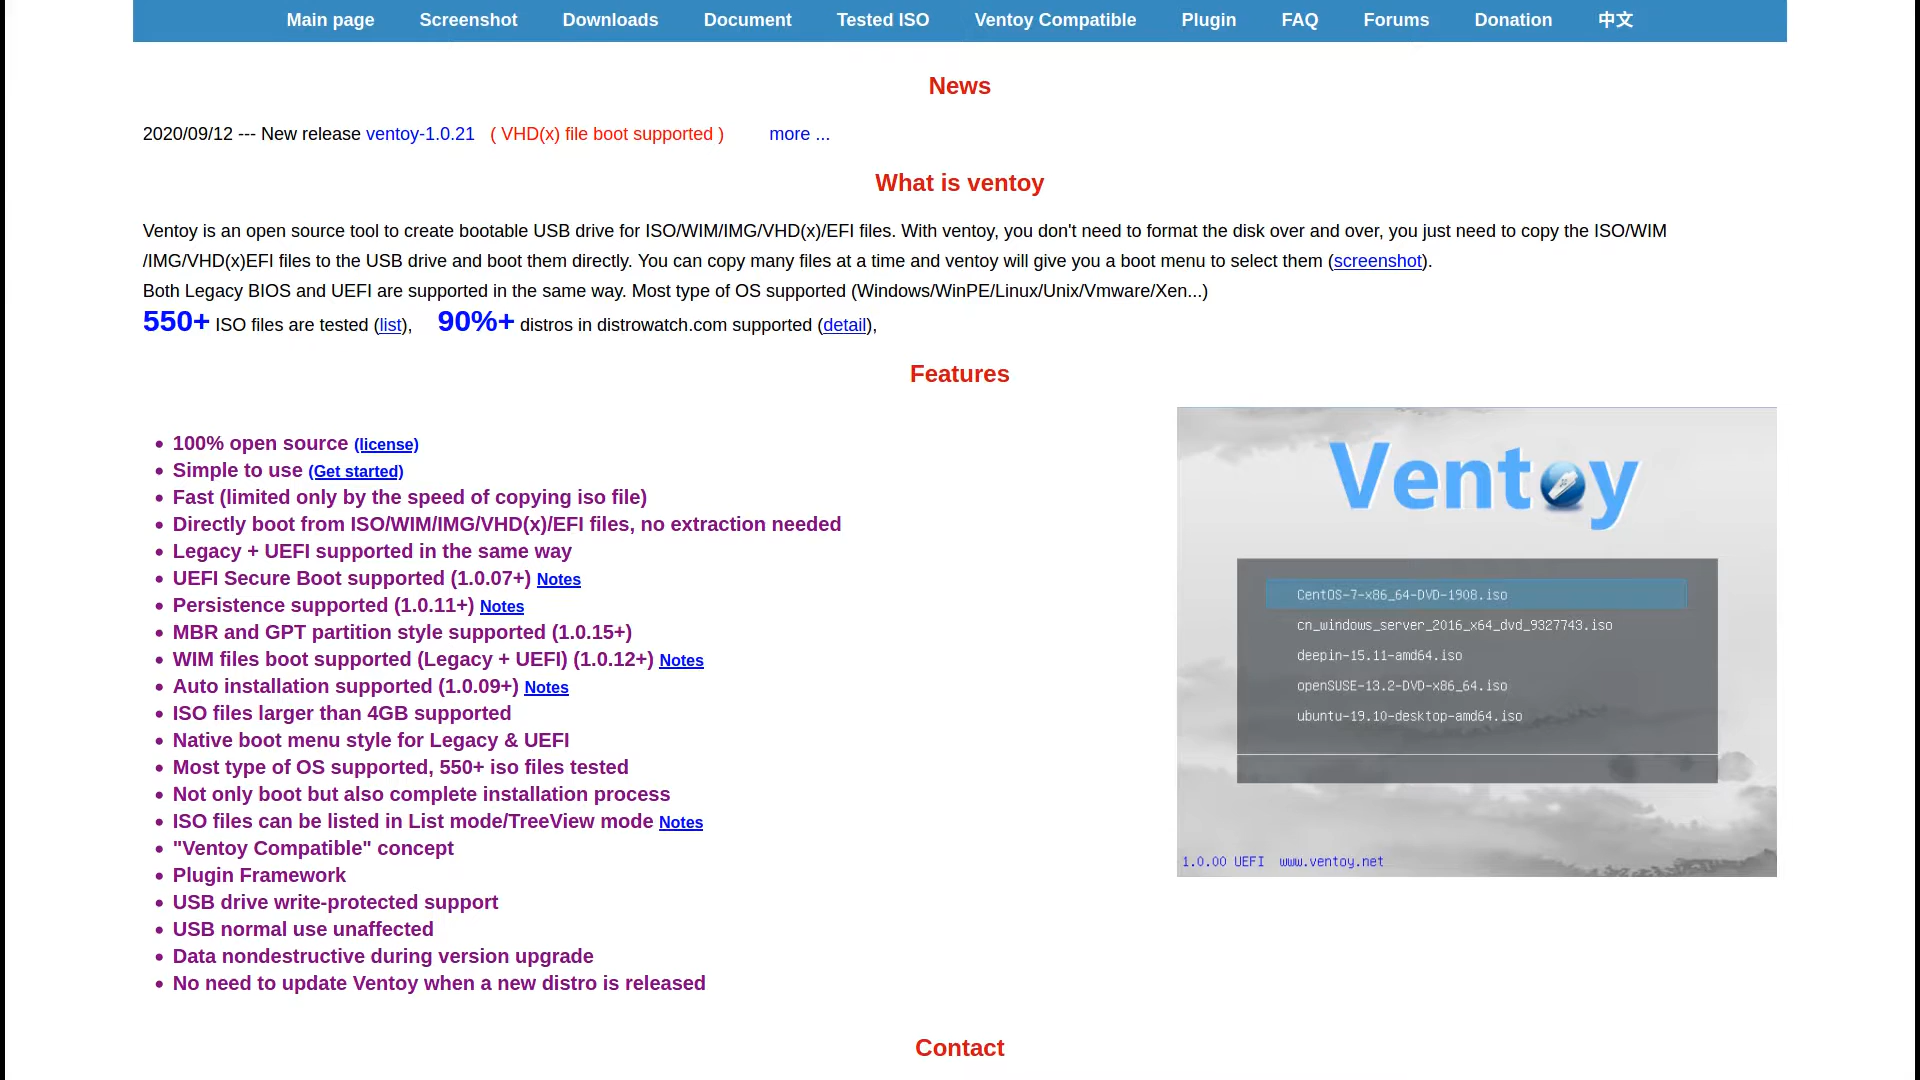 Main page Screenshot Downloads Document Tested ISO Ventoy Compatible Plugin FAQ Forums Donation 中文
News
2020/09/12 --- New release ventoy-1.0.21 ( VHD(x) file boot supported ) more ...
What is ventoy
Ventoy is an open source tool to create bootable USB drive for ISO/WIM/IMG/VHD(x)/EFI files. With ventoy, you don't need to format the disk over and over, you just need to copy the ISO/WIM
/IMG/VHD(x)EFI files to the USB drive and boot them directly. You can copy many files at a time and ventoy will give you a boot menu to select them (screenshot).
Both Legacy BIOS and UEFI are supported in the same way. Most type of OS supported (Windows/WinPE/Linux/Unix/Vmware/Xen...)
550+ ISO files are tested (list), 90%+ distros in distrowatch.com supported (detail),
Features
• 100% open source (license)
• Simple to use (Get started)
• Fast (limited only by the speed of copying iso file)
• Directly boot from ISO/WIM/IMG/VHD(x)/EFI files, no extraction needed
• Legacy + UEFI supported in the same way
• UEFI Secure Boot supported (1.0.07+) Notes
• Persistence supported (1.0.11+) Notes
• MBR and GPT partition style supported (1.0.15+)
• WIM files boot supported (Legacy + UEFI) (1.0.12+) Notes
• Auto installation supported (1.0.09+) Notes
• ISO files larger than 4GB supported
• Native boot menu style for Legacy & UEFI
• Most type of OS supported, 550+ iso files tested
• Not only boot but also complete installation process
• ISO files can be listed in List mode/TreeView mode Notes
• "Ventoy Compatible" concept
• Plugin Framework
• USB drive write-protected support
• USB normal use unaffected
• Data nondestructive during version upgrade
• No need to update Ventoy when a new distro is released
Ventoy
CentOS-7-x86_64-DVD-1908.iso
cn_windows_server_2016_x64_dvd_9327743.iso
deepin-15.11-amd64.iso
openSUSE-13.2-DVD-x86_64.iso
ubuntu-19.10-desktop-amd64.iso
1.0.00 UEFI www.ventoy.net
Contact